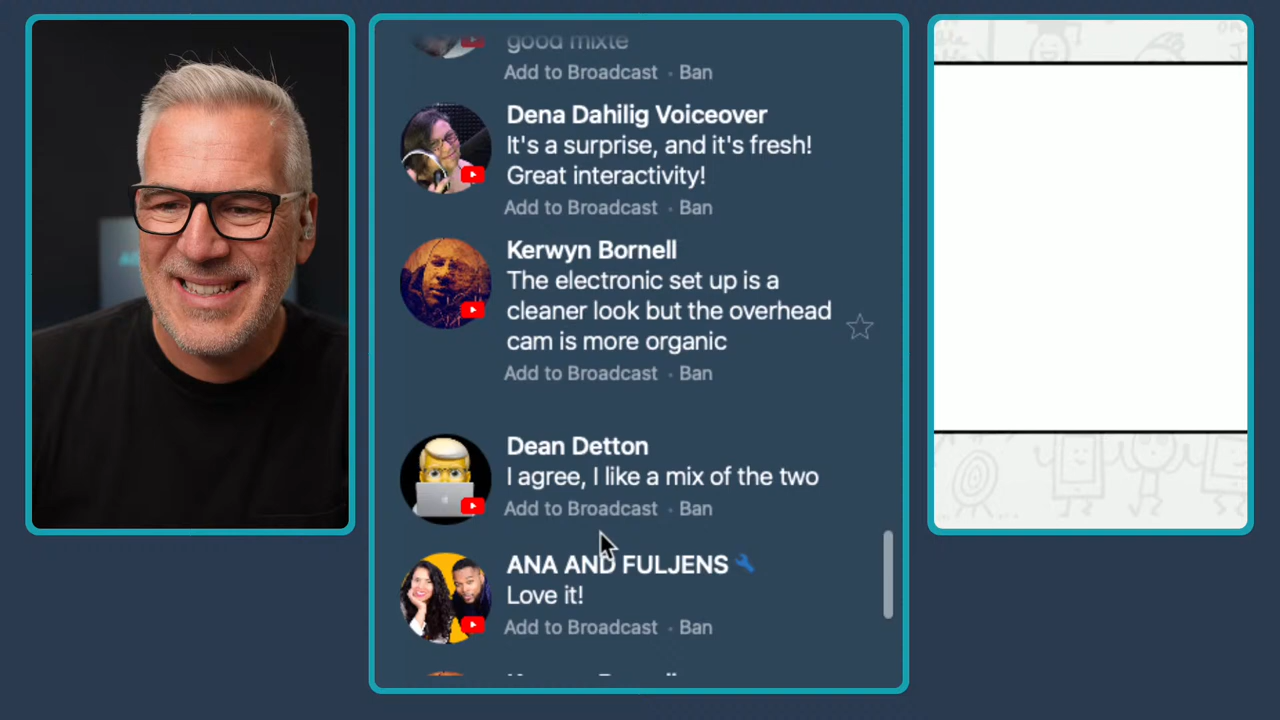 good mixte
Add to Broadcast · Ban
Dena Dahilig Voiceover
It's a surprise, and it's fresh!
Great interactivity!
Add to Broadcast · Ban
Kerwyn Bornell
The electronic set up is a
cleaner look but the overhead
cam is more organic
Add to Broadcast · Ban
Dean Detton
I agree, I like a mix of the two
Add to Broadcast · Ban
ANA AND FULJENS
Love it!
Add to Broadcast · Ban